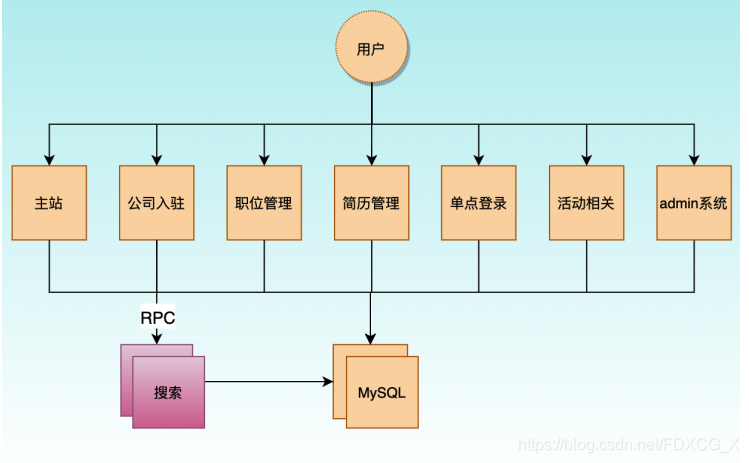 用户
主站
公司入驻
职位管理
简历管理
单点登录
活动相关
admin系统
RPC
搜索
MySQL
https://blog.csdn.net/FDXCG_X